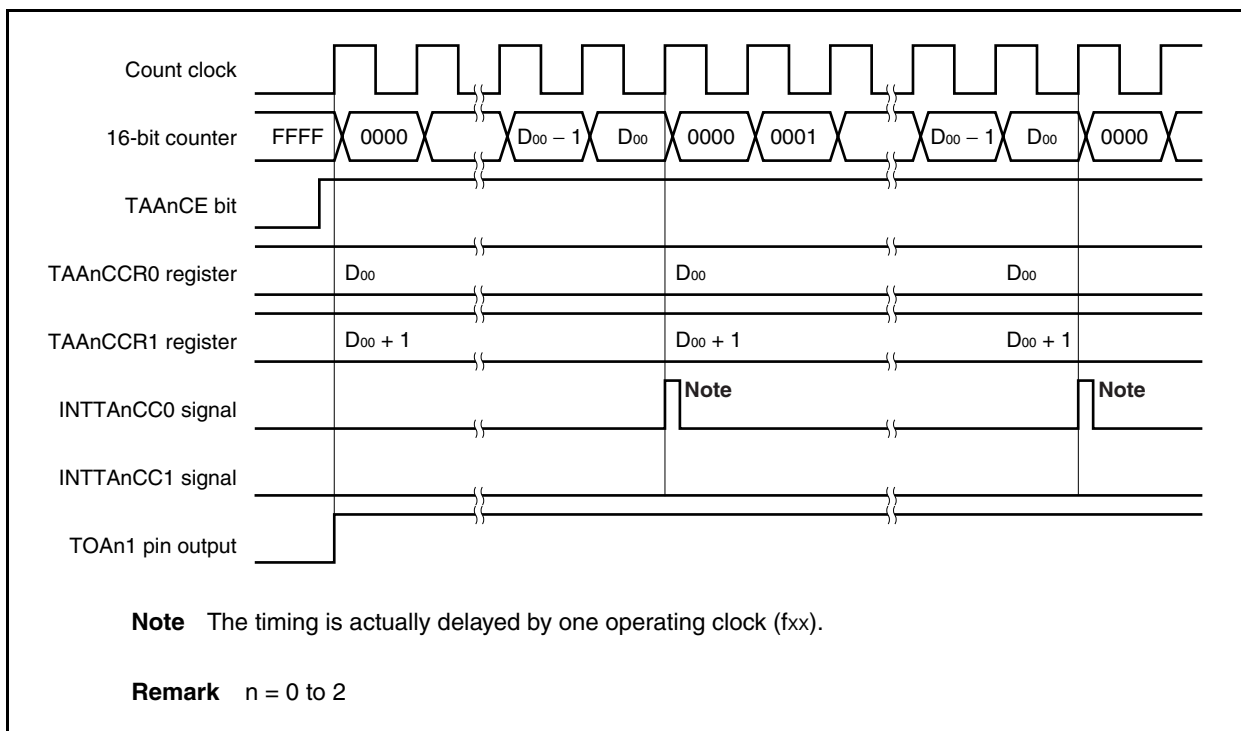 Count clock
16-bit counter FFFF 0000 D00 − 1 D00 0000 0001 D00 − 1 D00 0000
TAAnCE bit
TAAnCCR0 register D00 D00 D00
TAAnCCR1 register D00 + 1 D00 + 1 D00 + 1
INTTAnCC0 signal Note Note
INTTAnCC1 signal
TOAn1 pin output
Note The timing is actually delayed by one operating clock (fxx).
Remark n = 0 to 2